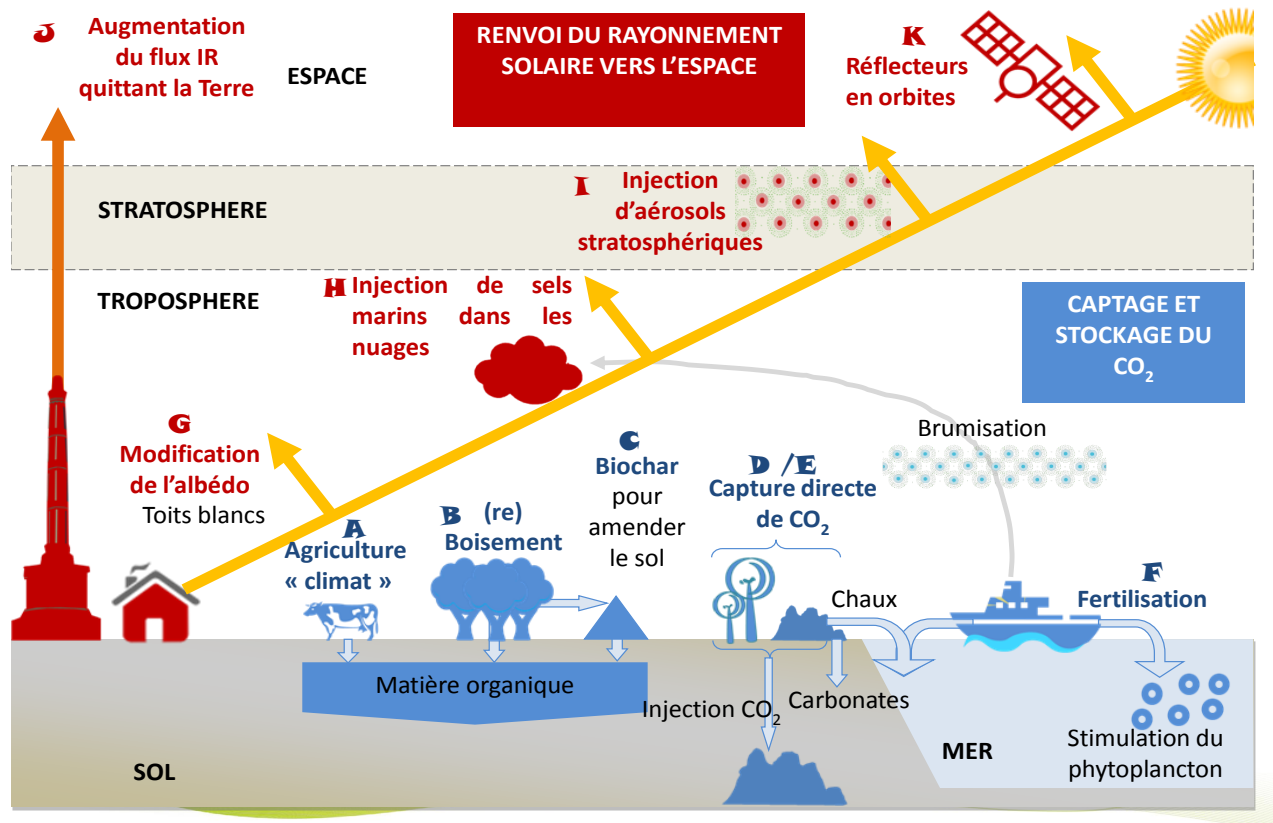 J Augmentation
du flux IR
quittant la Terre
ESPACE
RENVOI DU RAYONNEMENT
SOLAIRE VERS L’ESPACE
K
Réflecteurs
en orbites
STRATOSPHERE
I Injection
d’aérosols
stratosphériques
TROPOSPHERE
H Injection de sels
marins dans les
nuages
CAPTAGE ET
STOCKAGE DU
CO₂
G
Modification
de l’albédo
Toits blancs
A
Agriculture
« climat »
B (re)
Boisement
C
Biochar
pour
amender
le sol
D /E
Capture directe
de CO₂
Brumisation
Chaux
F
Fertilisation
Matière organique
Injection CO₂
Carbonates
SOL
MER
Stimulation du
phytoplancton